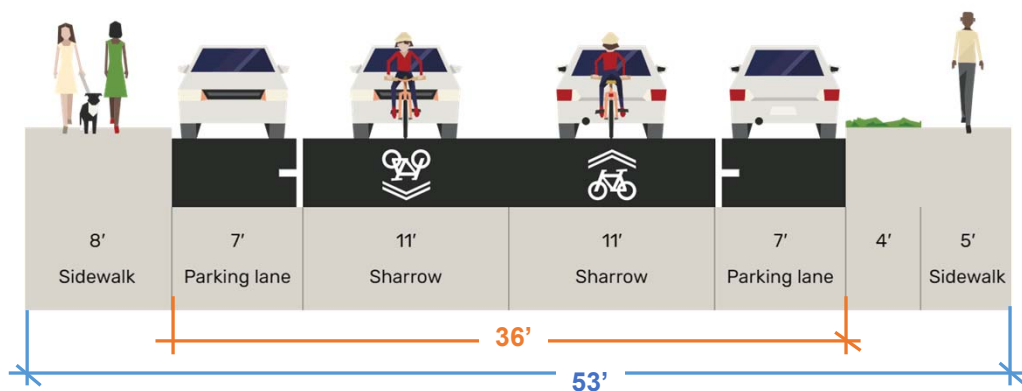 8′ 7′ 11′ 11′ 7′ 4′ 5′
Sidewalk Parking lane Sharrow Sharrow Parking lane Sidewalk
36’
53’